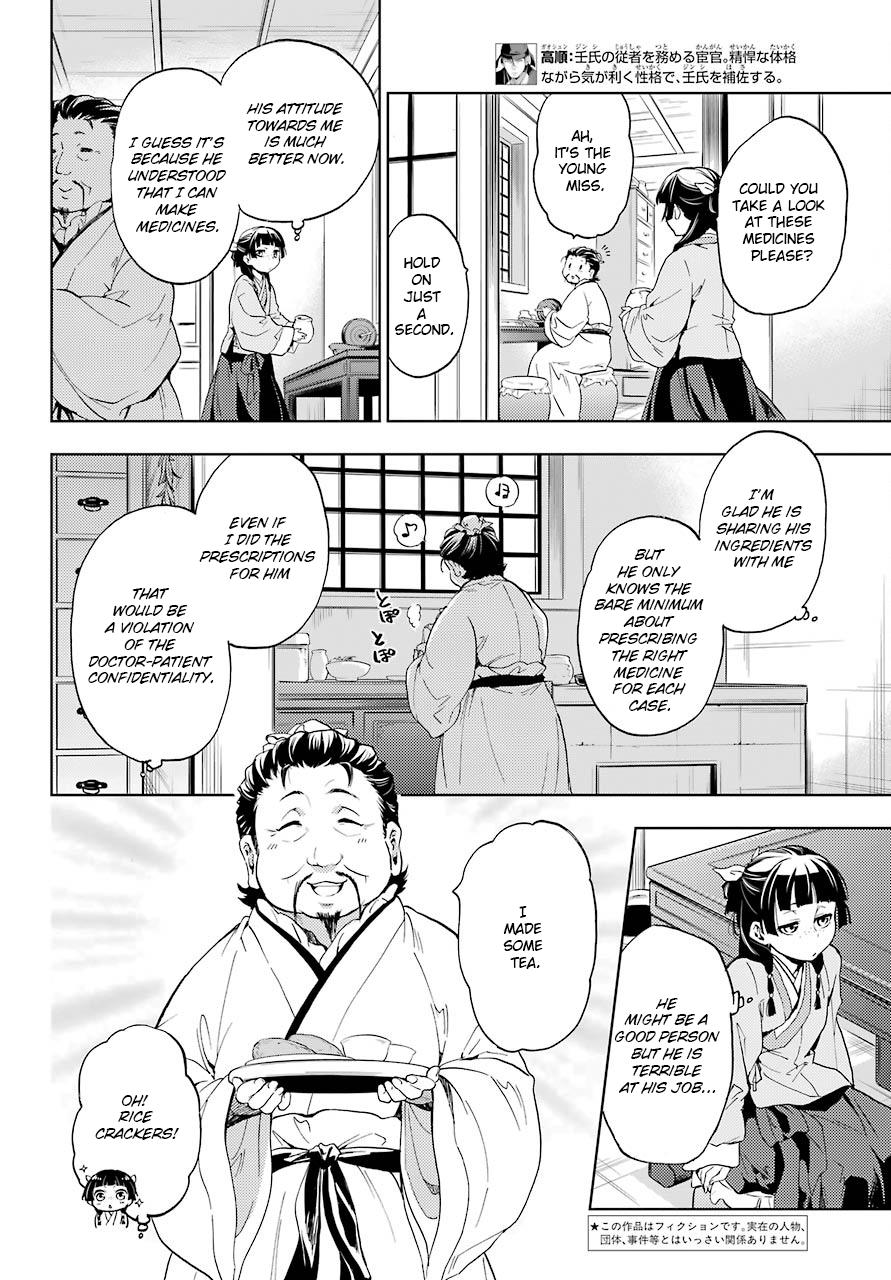 高順:壬氏の従者を務める宦官。精悍な体格
ながら気が利く性格で、壬氏を補佐する。
COULD YOU
TAKE A LOOK
AT THESE
MEDICINES
PLEASE?
AH,
IT'S THE
YOUNG
MISS.
HOLD
ON JUST
A
SECOND.
HIS ATTITUDE
TOWARDS ME
IS MUCH
BETTER NOW.
I GUESS IT'S
BECAUSE HE
UNDERSTOOD
THAT I CAN
MAKE
MEDICINES.
I'M
GLAD HE IS
SHARING HIS
INGREDIENTS
WITH ME
BUT
HE ONLY
KNOWS THE
BARE MINIMUM
ABOUT
PRESCRIBING
THE RIGHT
MEDICINE
FOR EACH
CASE.
とぽ
とぽ
EVEN IF
I DID THE
PRESCRIPTIONS
FOR HIM
THAT
WOULD BE A
VIOLATION
OF THE
DOCTOR-PATIENT
CONFIDENTIALITY.
HE
MIGHT BE A
GOOD PERSON
BUT HE IS
TERRIBLE
AT HIS JOB...
I
MADE
SOME
TEA.
OH!
RICE
CRACKERS!
★この作品はフィクションです。実在の人物、
団体、事件等とはいっさい関係ありません。